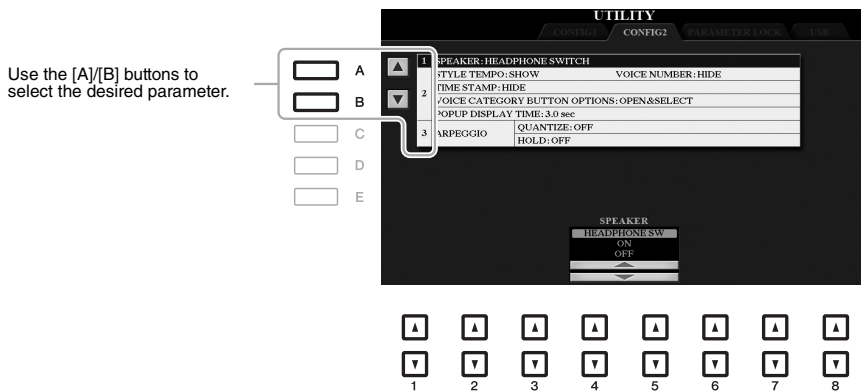 UTILITY
CONFIG1 CONFIG2 PARAMETER LOCK USB
Use the [A]/[B] buttons to
select the desired parameter.
A
B
C
D
E
1 SPEAKER: HEADPHONE SWITCH
2 STYLE TEMPO: SHOW VOICE NUMBER: HIDE
TIME STAMP: HIDE
VOICE CATEGORY BUTTON OPTIONS: OPEN&SELECT
POPUP DISPLAY TIME: 3.0 sec
3 ARPEGGIO QUANTIZE: OFF
HOLD: OFF
SPEAKER
HEADPHONE SW
ON
OFF
1 2 3 4 5 6 7 8